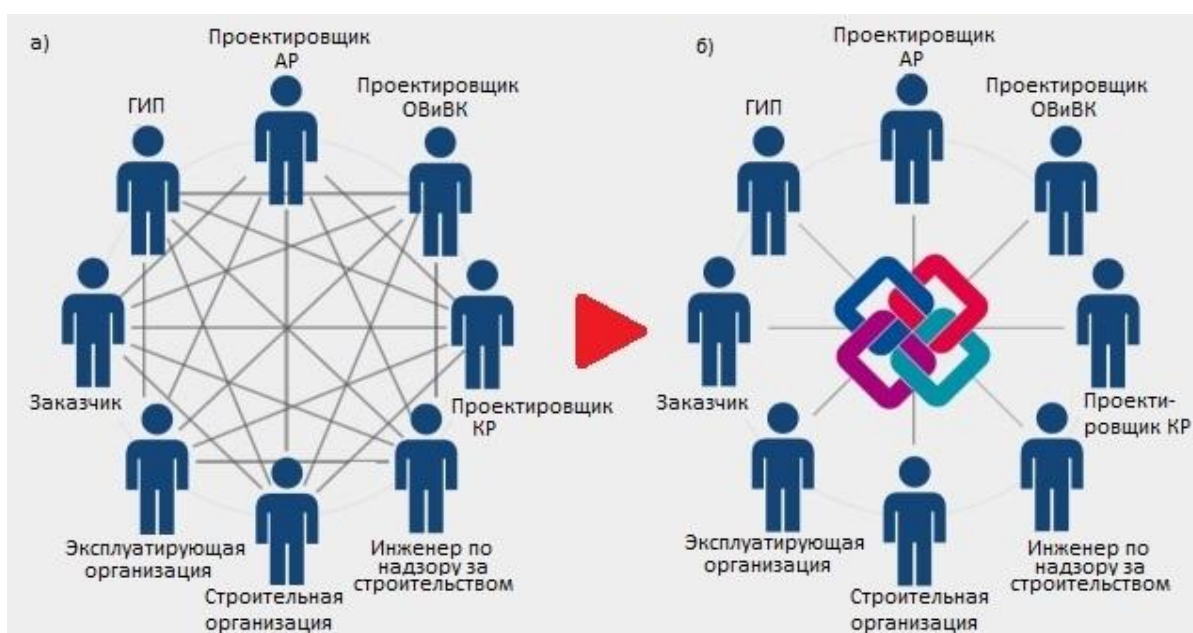 а)
Проектировщик
АР
ГИП
Проектировщик
ОВиВК
Заказчик
Проектировщик
КР
Эксплуатирующая
организация
Инженер по
надзору за
строительством
Строительная
организация
б)
Проектировщик
АР
ГИП
Проектировщик
ОВиВК
Заказчик
Проекти-
ровщик КР
Эксплуатирующая
организация
Инженер по
надзору за
строительством
Строительная
организация